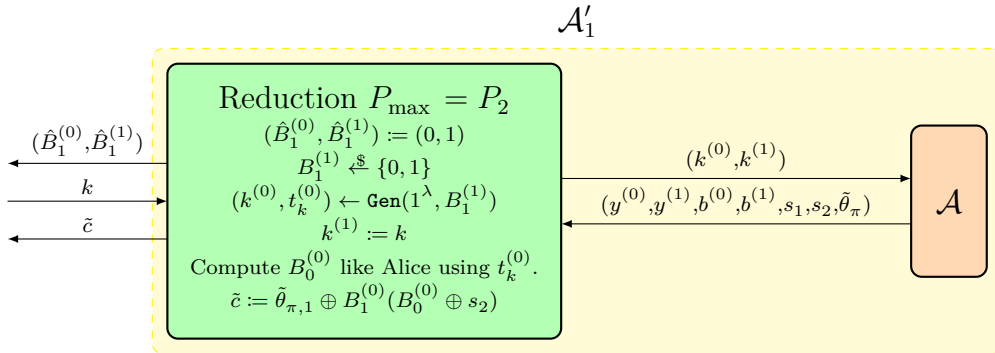 𝒜′₁
Reduction P_max = P₂
(B̂₁⁽⁰⁾, B̂₁⁽¹⁾) := (0, 1)
B₁⁽¹⁾ ←$ {0, 1}
(k⁽⁰⁾, t_k⁽⁰⁾) ← Gen(1^λ, B₁⁽¹⁾)
k⁽¹⁾ := k
Compute B₀⁽⁰⁾ like Alice using t_k⁽⁰⁾.
c̃ := θ̃_{π,1} ⊕ B₁⁽⁰⁾(B₀⁽⁰⁾ ⊕ s₂)
(B̂₁⁽⁰⁾,B̂₁⁽¹⁾)
k
c̃
(k⁽⁰⁾,k⁽¹⁾)
(y⁽⁰⁾,y⁽¹⁾,b⁽⁰⁾,b⁽¹⁾,s₁,s₂,θ̃_π)
𝒜